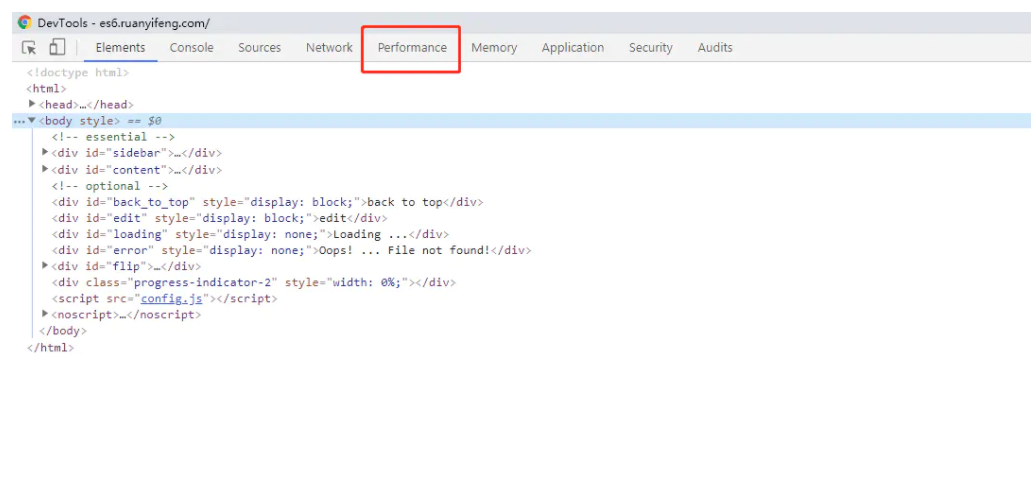 DevTools - es6.ruanyifeng.com/
Elements Console Sources Network Performance Memory Application Security Audits
<!doctype html>
<html>
<head>…</head>
<body style> == $0
<!-- essential -->
<div id="sidebar">…</div>
<div id="content">…</div>
<!-- optional -->
<div id="back_to_top" style="display: block;">back to top</div>
<div id="edit" style="display: block;">edit</div>
<div id="loading" style="display: none;">Loading ...</div>
<div id="error" style="display: none;">Oops! ... File not found!</div>
<div id="flip">…</div>
<div class="progress-indicator-2" style="width: 0%;"></div>
<script src="config.js"></script>
<noscript>…</noscript>
</body>
</html>